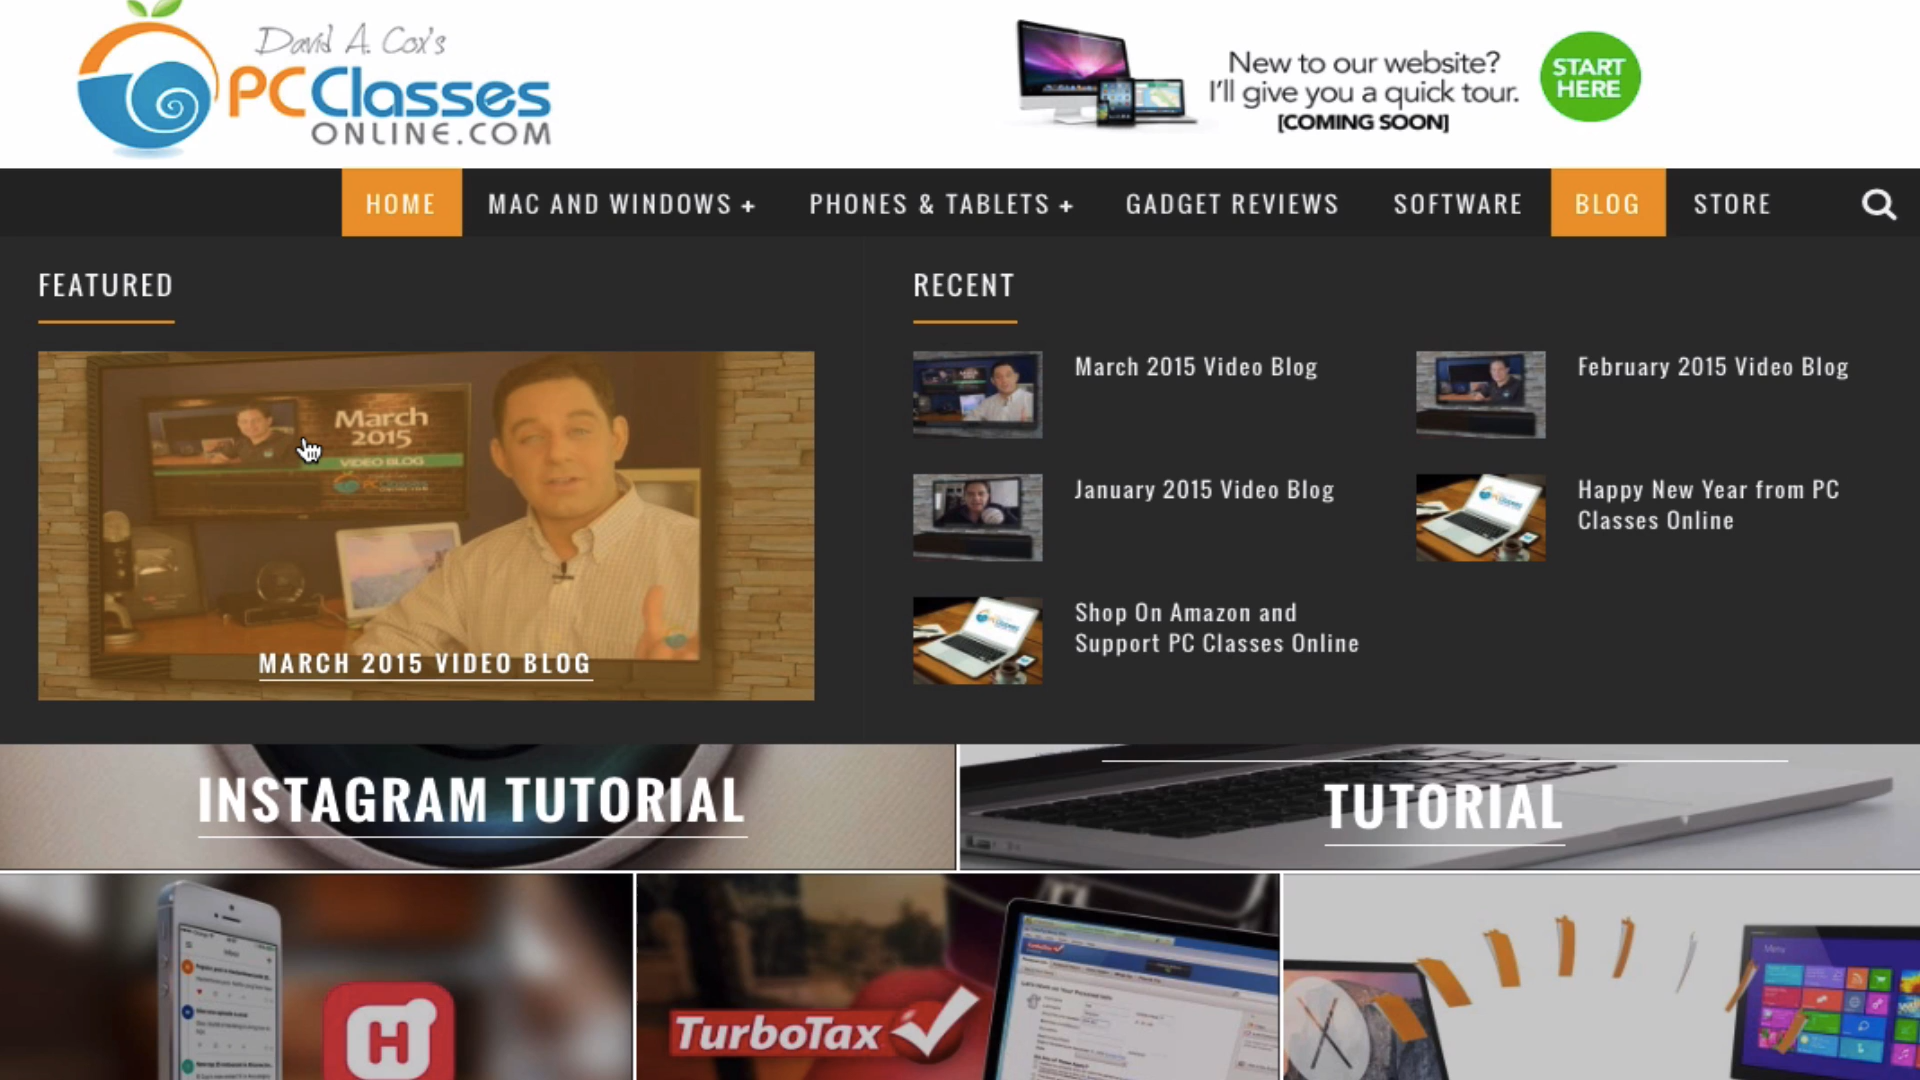 David A. Cox's
PCClasses
ONLINE.COM
New to our website?
I'll give you a quick tour.
[COMING SOON]
START
HERE
HOME
MAC AND WINDOWS +
PHONES & TABLETS +
GADGET REVIEWS
SOFTWARE
BLOG
STORE
FEATURED
March
2015
VIDEO BLOG
PCClasses
MARCH 2015 VIDEO BLOG
RECENT
March 2015 Video Blog
February 2015 Video Blog
January 2015 Video Blog
Happy New Year from PC
Classes Online
Shop On Amazon and
Support PC Classes Online
INSTAGRAM TUTORIAL
TUTORIAL
H
TurboTax
Menu